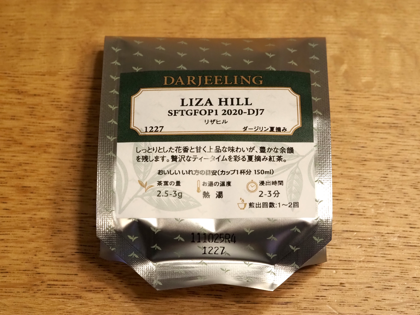 DARJEELING
LIZA HILL
SFTGFOP1 2020-DJ7
リザヒル
1227 ダージリン夏摘み
しっとりとした花香と甘く上品な味わいが、豊かな余韻
を残します。贅沢なティータイムを彩る夏摘み紅茶。
おいしいいれ方の目安(カップ1杯分 150ml)
茶葉の量 お湯の温度 浸出時間
2.5-3g 熱湯 2-3分
煎出回数:1~2回
111025RA
1227